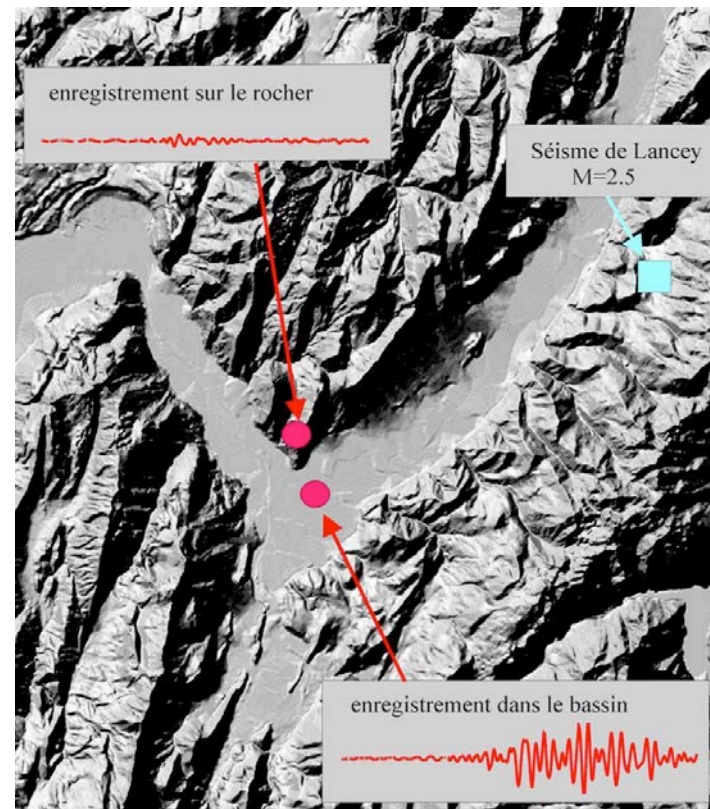 enregistrement sur le rocher
Séisme de Lancey
M=2.5
enregistrement dans le bassin